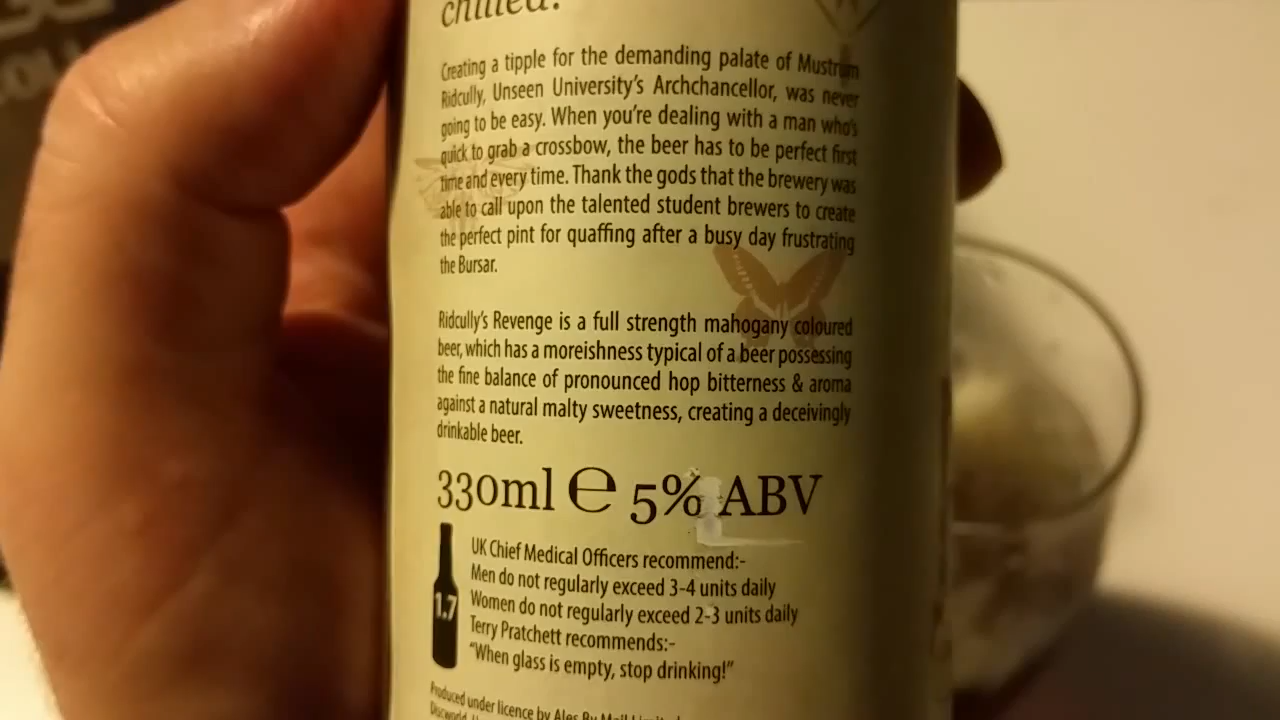 chilled.
Creating a tipple for the demanding palate of Mustrum
Ridcully, Unseen University's Archchancellor, was never
going to be easy. When you're dealing with a man who's
quick to grab a crossbow, the beer has to be perfect first
time and every time. Thank the gods that the brewery was
able to call upon the talented student brewers to create
the perfect pint for quaffing after a busy day frustrating
the Bursar.
Ridcully's Revenge is a full strength mahogany coloured
beer, which has a moreishness typical of a beer possessing
the fine balance of pronounced hop bitterness & aroma
against a natural malty sweetness, creating a deceivingly
drinkable beer.
330ml ℮ 5% ABV
1.7
UK Chief Medical Officers recommend:-
Men do not regularly exceed 3-4 units daily
Women do not regularly exceed 2-3 units daily
Terry Pratchett recommends:-
"When glass is empty, stop drinking!"
Produced under licence by Ales By Mail Limited